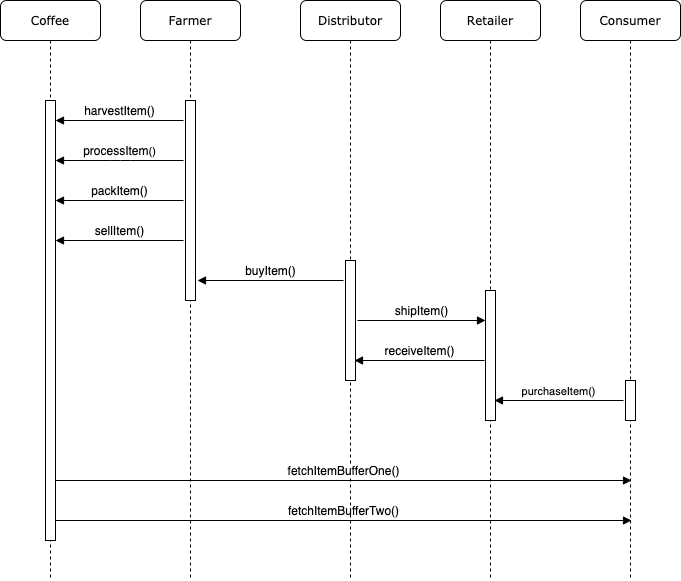 Coffee
Farmer
Distributor
Retailer
Consumer
harvestItem()
processItem()
packItem()
sellItem()
buyItem()
shipItem()
receiveItem()
purchaseItem()
fetchItemBufferOne()
fetchItemBufferTwo()